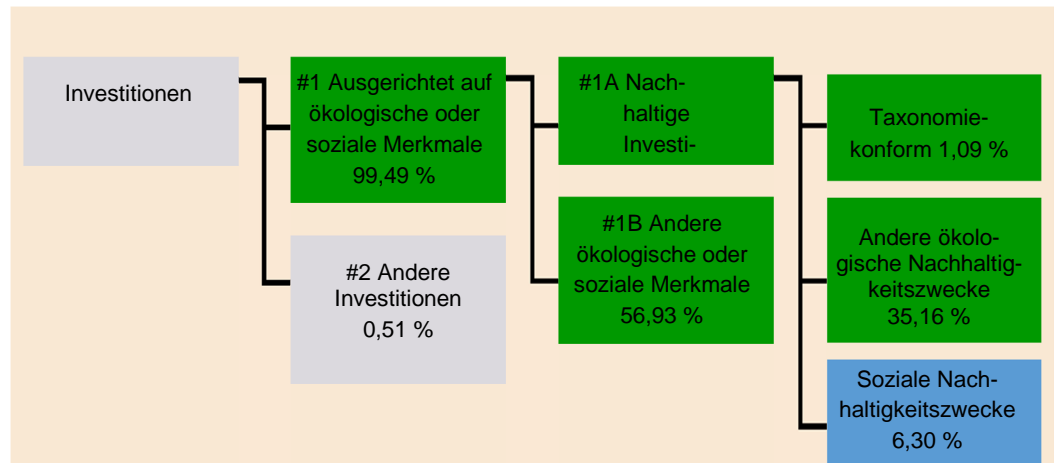 Investitionen
#1 Ausgerichtet auf
ökologische oder
soziale Merkmale
99,49 %
#2 Andere
Investitionen
0,51 %
#1A Nach-
haltige
Investi-
#1B Andere
ökologische oder
soziale Merkmale
56,93 %
Taxonomie-
konform 1,09 %
Andere ökolo-
gische Nachhaltig-
keitszwecke
35,16 %
Soziale Nach-
haltigkeitszwecke
6,30 %